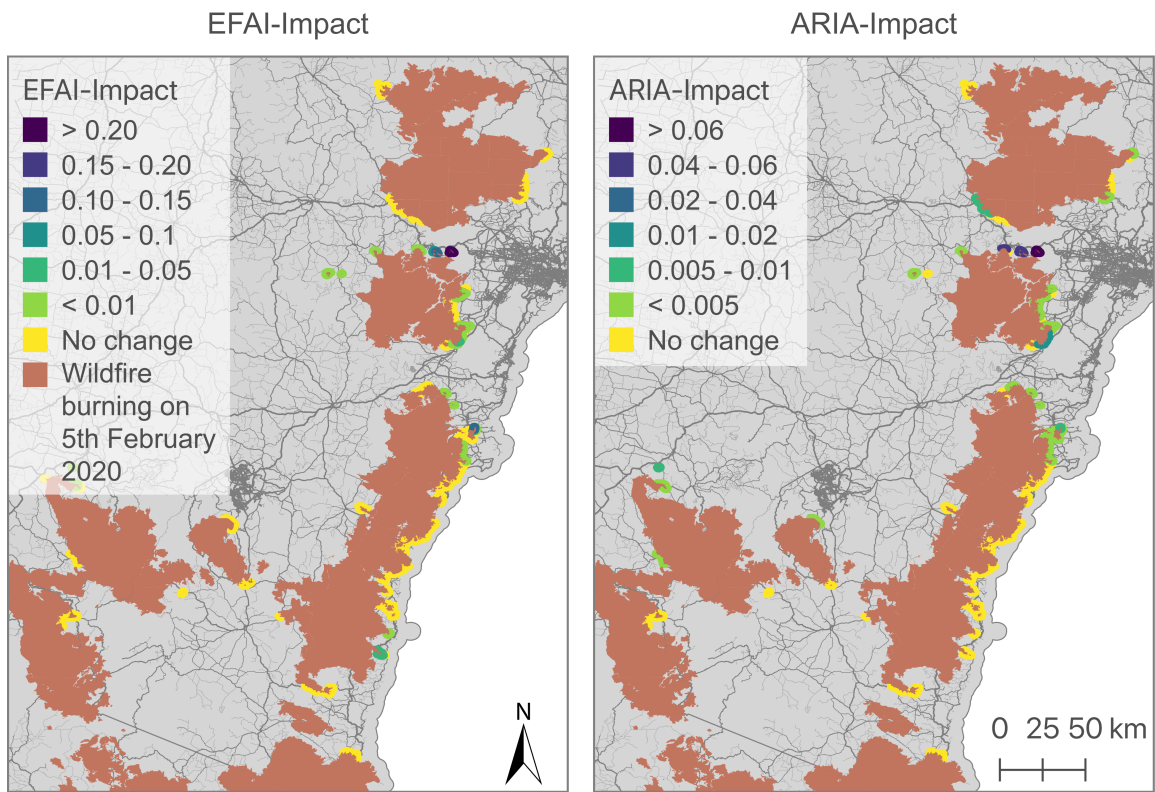 EFAI-Impact
EFAI-Impact
> 0.20
0.15 - 0.20
0.10 - 0.15
0.05 - 0.1
0.01 - 0.05
< 0.01
No change
Wildfire
burning on
5th February
2020
N
ARIA-Impact
ARIA-Impact
> 0.06
0.04 - 0.06
0.02 - 0.04
0.01 - 0.02
0.005 - 0.01
< 0.005
No change
0 25 50 km